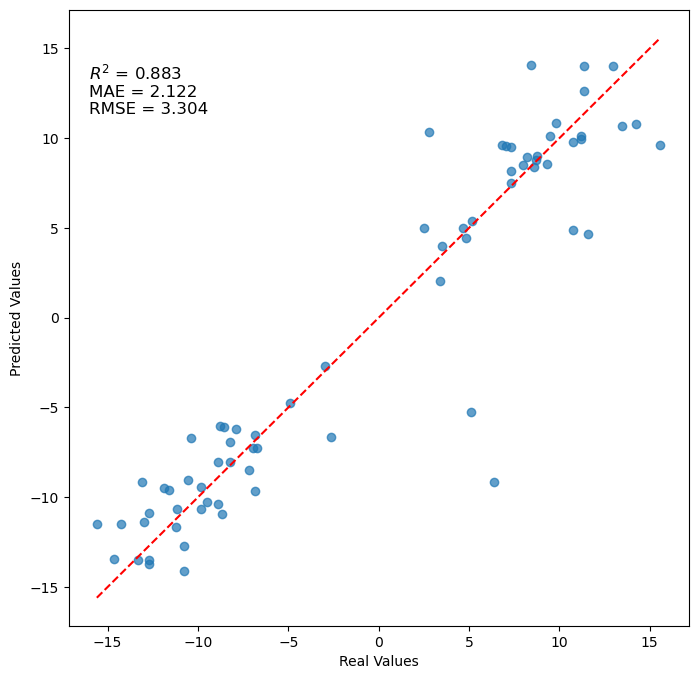 R² = 0.883
MAE = 2.122
RMSE = 3.304
15
10
5
0
−5
−10
−15
Predicted Values
−15 −10 −5 0 5 10 15
Real Values